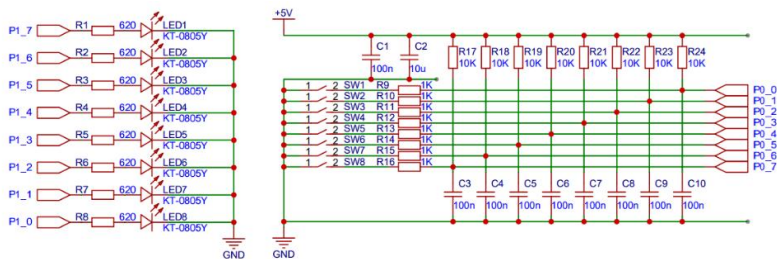 +5V
P1_7 R1 620 LED1
KT-0805Y
P1_6 R2 620 LED2
KT-0805Y
P1_5 R3 620 LED3
KT-0805Y
P1_4 R4 620 LED4
KT-0805Y
P1_3 R5 620 LED5
KT-0805Y
P1_2 R6 620 LED6
KT-0805Y
P1_1 R7 620 LED7
KT-0805Y
P1_0 R8 620 LED8
KT-0805Y
GND
C1 C2
100n 10u
R17 R18 R19 R20 R21 R22 R23 R24
10K 10K 10K 10K 10K 10K 10K 10K
1 2 SW1 R9 1K P0_0
1 2 SW2 R10 1K P0_1
1 2 SW3 R11 1K P0_2
1 2 SW4 R12 1K P0_3
1 2 SW5 R13 1K P0_4
1 2 SW6 R14 1K P0_5
1 2 SW7 R15 1K P0_6
1 2 SW8 R16 1K P0_7
C3 C4 C5 C6 C7 C8 C9 C10
100n 100n 100n 100n 100n 100n 100n 100n
GND